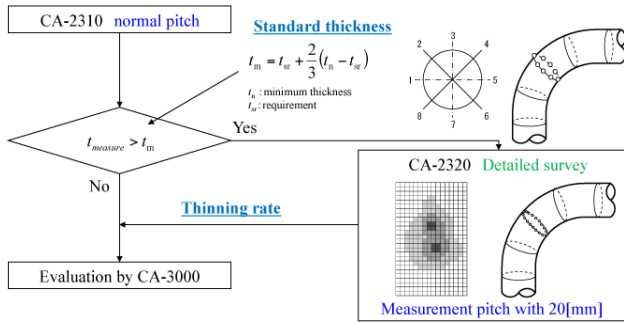 CA-2310 normal pitch
Standard thickness
t_m = t_sr + 2/3 (t_n − t_sr)
t_n : minimum thickness
t_sr : requirement
3
2 4
1 5
8 6
7
t_measure > t_m
Yes
No
CA-2320 Detailed survey
Thinning rate
Evaluation by CA-3000
Measurement pitch with 20[mm]